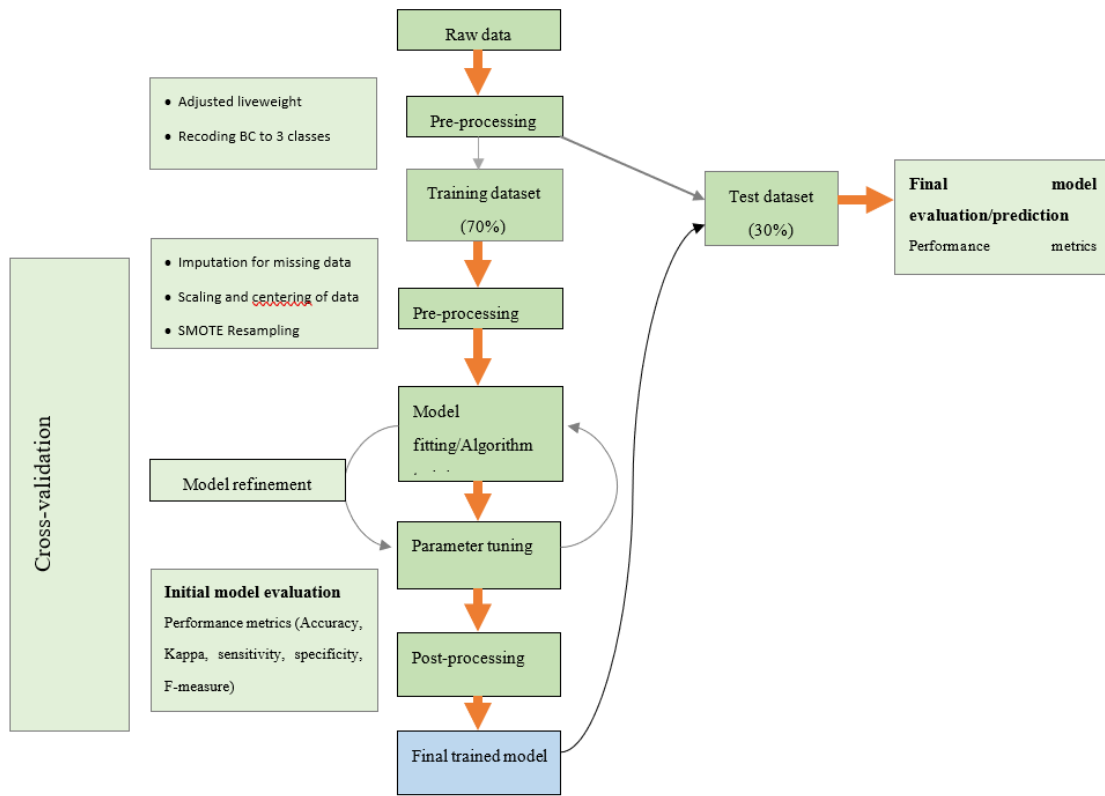 Raw data
• Adjusted liveweight
• Recoding BC to 3 classes
Pre-processing
Training dataset
(70%)
Test dataset
(30%)
Final model
evaluation/prediction
Performance metrics
• Imputation for missing data
• Scaling and centering of data
• SMOTE Resampling
Pre-processing
Cross-validation
Model
fitting/Algorithm
Model refinement
Parameter tuning
Initial model evaluation
Performance metrics (Accuracy,
Kappa, sensitivity, specificity,
F-measure)
Post-processing
Final trained model